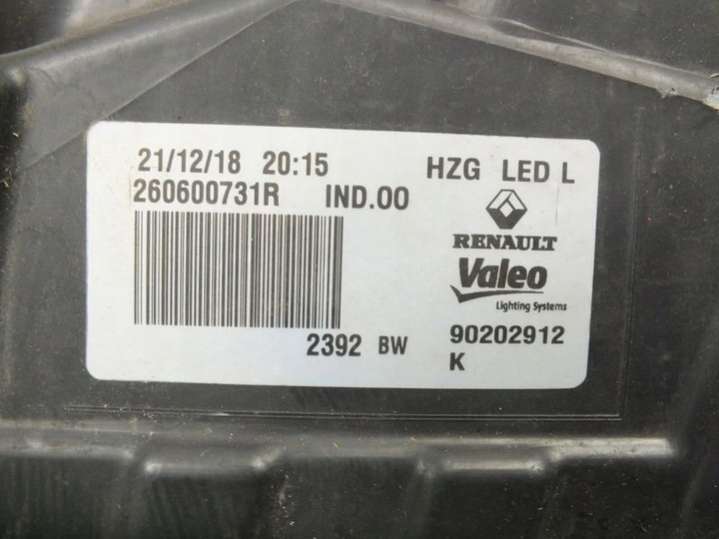 21/12/18 20:15 HZG LED L
260600731R IND.00
RENAULT
Valeo
Lighting Systems
2392 BW 90202912
K